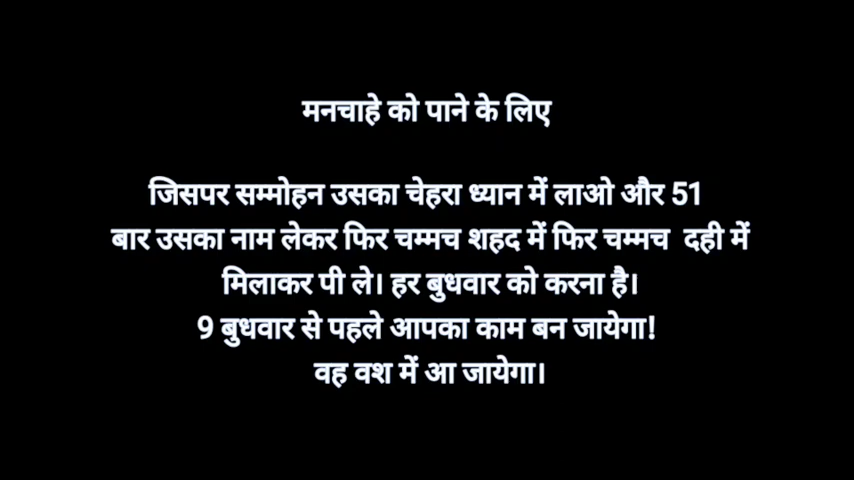 मनचाहे को पाने के लिए
जिसपर सम्मोहन उसका चेहरा ध्यान में लाओ और 51
बार उसका नाम लेकर फिर चम्मच शहद में फिर चम्मच दही में
मिलाकर पी ले। हर बुधवार को करना है।
9 बुधवार से पहले आपका काम बन जायेगा!
वह वश में आ जायेगा।